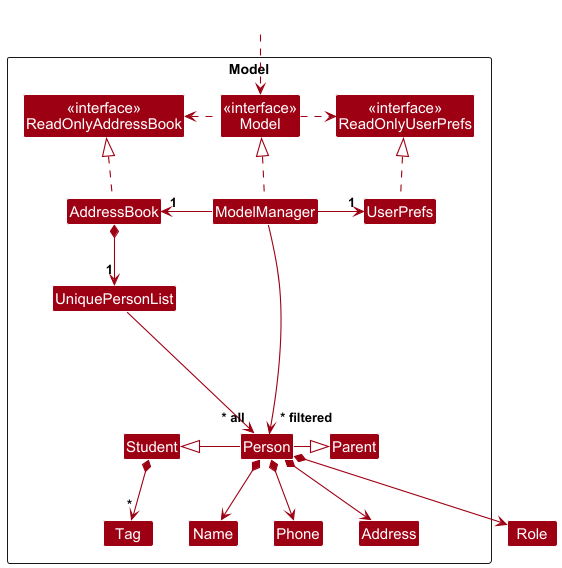 Model
«interface»
ReadOnlyAddressBook
«interface»
Model
«interface»
ReadOnlyUserPrefs
AddressBook
1
ModelManager
1
UserPrefs
1
UniquePersonList
* all
* filtered
Student
Person
Parent
*
Tag
Name
Phone
Address
Role